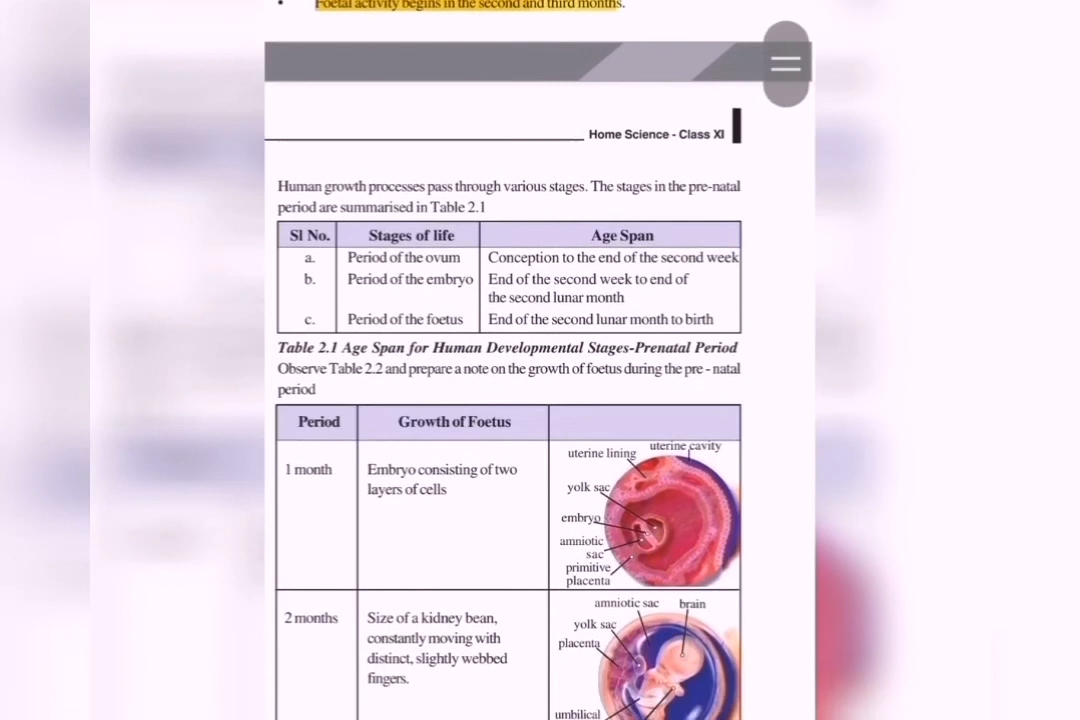 • Foetal activity begins in the second and third months.
Home Science - Class XI
Human growth processes pass through various stages. The stages in the pre-natal
period are summarised in Table 2.1
Sl No. Stages of life Age Span
a. Period of the ovum Conception to the end of the second week
b. Period of the embryo End of the second week to end of
the second lunar month
c. Period of the foetus End of the second lunar month to birth
Table 2.1 Age Span for Human Developmental Stages-Prenatal Period
Observe Table 2.2 and prepare a note on the growth of foetus during the pre - natal
period
Period Growth of Foetus
1 month Embryo consisting of two
layers of cells
uterine lining uterine cavity
yolk sac
embryo
amniotic
sac
primitive
placenta
2 months Size of a kidney bean,
constantly moving with
distinct, slightly webbed
fingers.
amniotic sac brain
yolk sac
placenta
umbilical